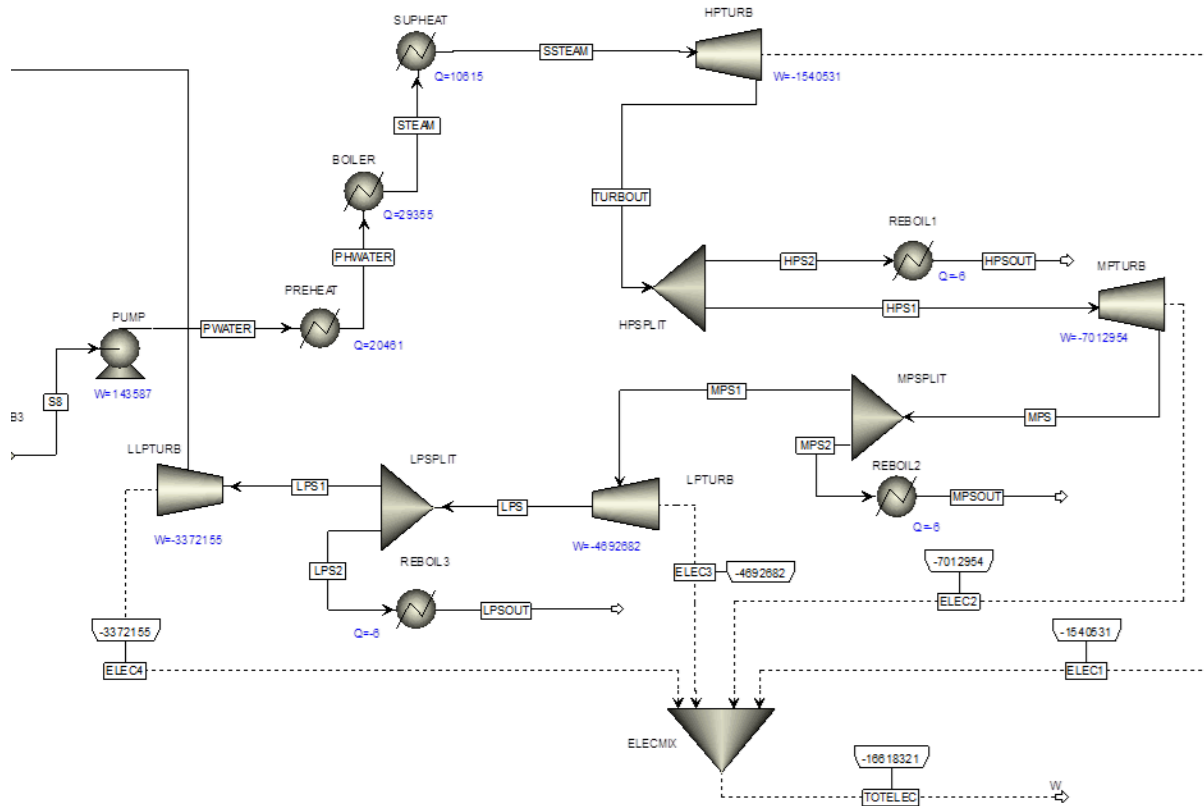 SUPHEAT
HPTURB
SSTEAM
Q=10615
W=-1540531
STEAM
BOILER
Q=29355
TURBOUT
REBOIL1
PHWATER
HPS2
HPSOUT
MPTURB
Q=-6
PREHEAT
HPS1
PUMP
PWATER
HPSPLIT
Q=20461
W=-7012954
W=143587
MPSPLIT
MPS1
S8
B3
MPS
MPS2
LLPTURB
LPSPLIT
LPTURB
REBOIL2
LPS1
LPS
MPSOUT
Q=-6
W=-3372155
W=-4692682
REBOIL3
LPS2
ELEC3
-4692682
-7012954
LPSOUT
ELEC2
Q=-6
-3372155
-1540531
ELEC4
ELEC1
ELECMIX
-16618321
W
TOTELEC